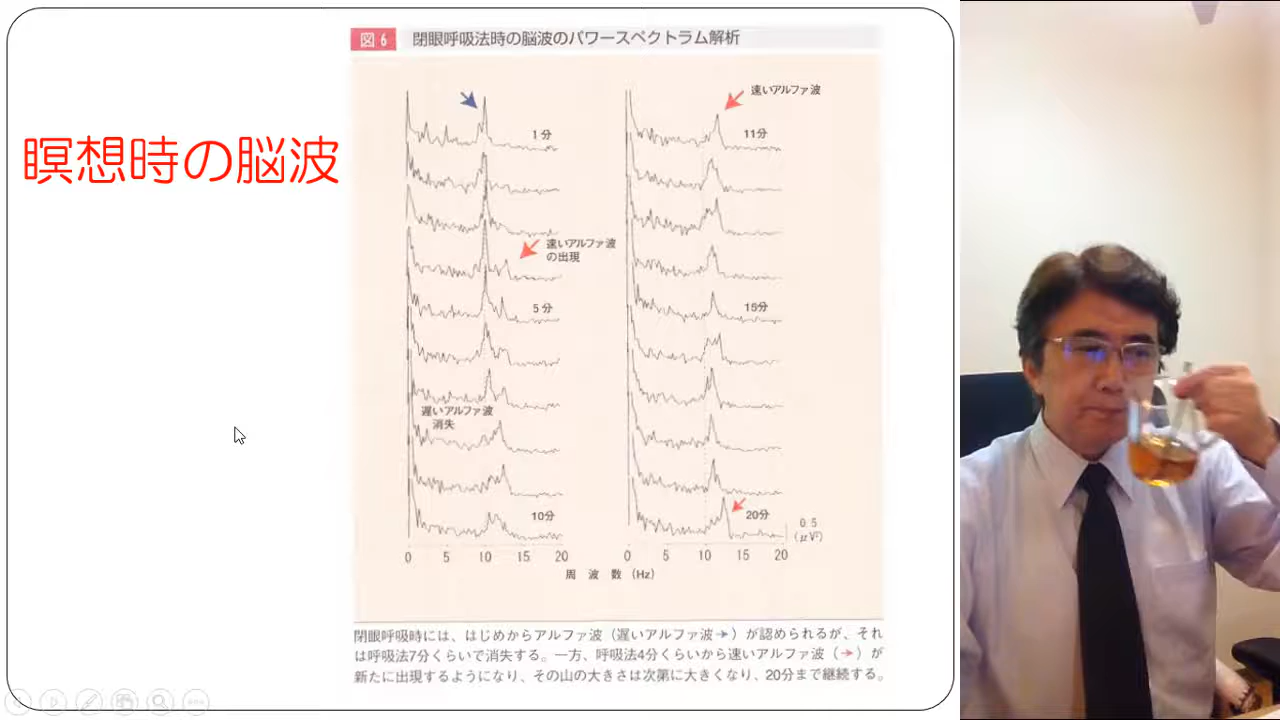 図6 閉眼呼吸法時の脳波のパワースペクトラム解析
瞑想時の脳波
1分
速いアルファ波
の出現
5分
遅いアルファ波
消失
10分
0 5 10 15 20
速いアルファ波
11分
15分
20分
0.5
(μV²)
0 5 10 15 20
周 波 数 (Hz)
閉眼呼吸時には、はじめからアルファ波(遅いアルファ波→)が認められるが、それ
は呼吸法7分くらいで消失する。一方、呼吸法4分くらいから速いアルファ波(→)が
新たに出現するようになり、その山の大きさは次第に大きくなり、20分まで継続する。